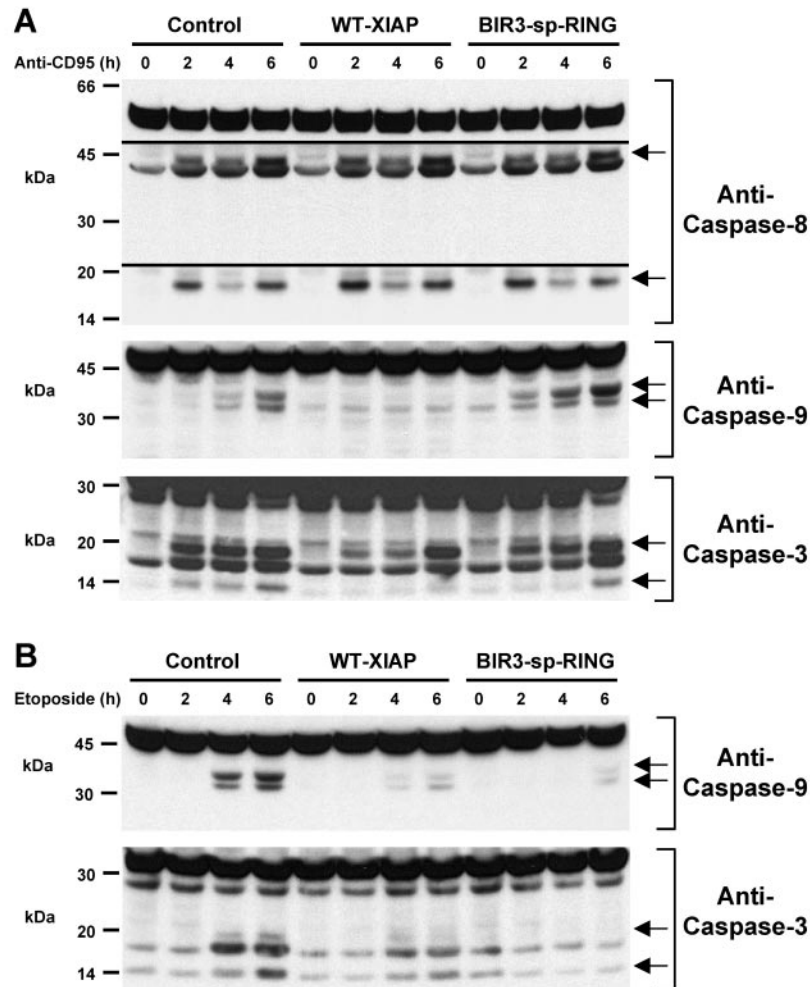 A
Control WT-XIAP BIR3-sp-RING
Anti-CD95 (h) 0 2 4 6 0 2 4 6 0 2 4 6
66
45
kDa
30
20
14
Anti-
Caspase-8
45
kDa
30
Anti-
Caspase-9
30
kDa
20
14
Anti-
Caspase-3
B
Control WT-XIAP BIR3-sp-RING
Etoposide (h) 0 2 4 6 0 2 4 6 0 2 4 6
45
kDa
30
Anti-
Caspase-9
30
kDa
20
14
Anti-
Caspase-3